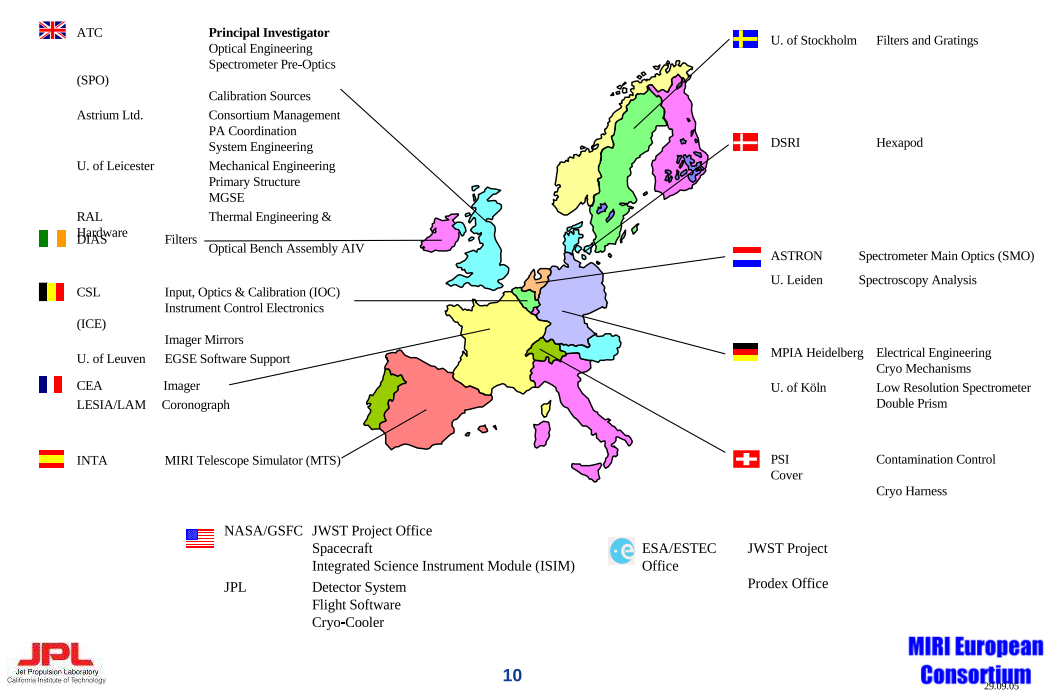 ATC Principal Investigator
Optical Engineering
Spectrometer Pre-Optics
(SPO)
Calibration Sources
Astrium Ltd. Consortium Management
PA Coordination
System Engineering
U. of Leicester Mechanical Engineering
Primary Structure
MGSE
RAL Thermal Engineering &
Hardware
Optical Bench Assembly AIV
DIAS Filters
CSL Input, Optics & Calibration (IOC)
Instrument Control Electronics
(ICE)
Imager Mirrors
U. of Leuven EGSE Software Support
CEA Imager
LESIA/LAM Coronograph
INTA MIRI Telescope Simulator (MTS)
U. of Stockholm Filters and Gratings
DSRI Hexapod
ASTRON Spectrometer Main Optics (SMO)
U. Leiden Spectroscopy Analysis
MPIA Heidelberg Electrical Engineering
Cryo Mechanisms
U. of Köln Low Resolution Spectrometer
Double Prism
PSI Contamination Control
Cover
Cryo Harness
NASA/GSFC JWST Project Office
Spacecraft
Integrated Science Instrument Module (ISIM)
JPL Detector System
Flight Software
Cryo-Cooler
ESA/ESTEC JWST Project
Office
Prodex Office
JPL
Jet Propulsion Laboratory
California Institute of Technology
10
MIRI European
Consortium
29.09.05